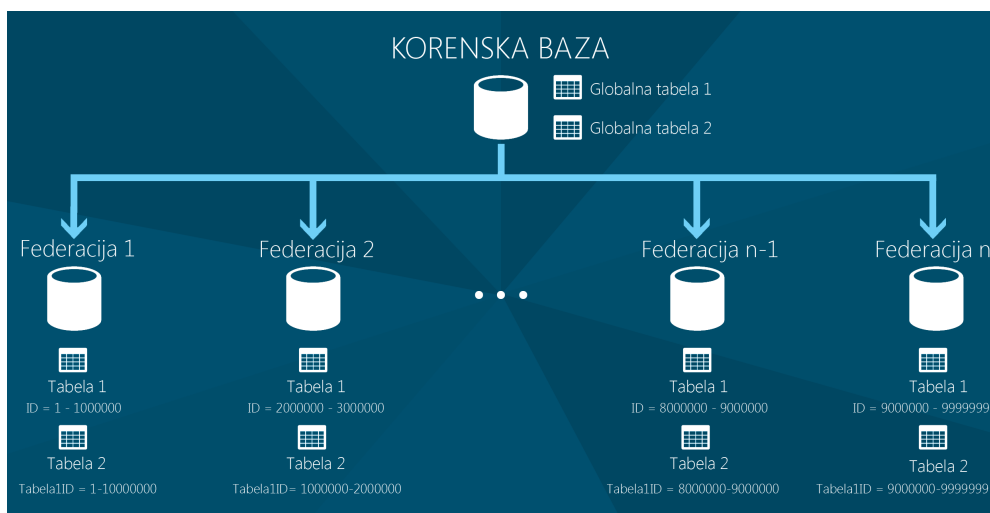 KORENSKA BAZA
Globalna tabela 1
Globalna tabela 2
Federacija 1
Federacija 2
Federacija n-1
Federacija n
Tabela 1
ID = 1 - 1000000
Tabela 1
ID = 2000000 - 3000000
Tabela 1
ID = 8000000 - 9000000
Tabela 1
ID = 9000000 - 9999999
Tabela 2
Tabela1ID = 1-10000000
Tabela 2
Tabela1ID= 1000000-2000000
Tabela 2
Tabela1ID = 8000000-9000000
Tabela 2
Tabela1ID = 9000000-9999999